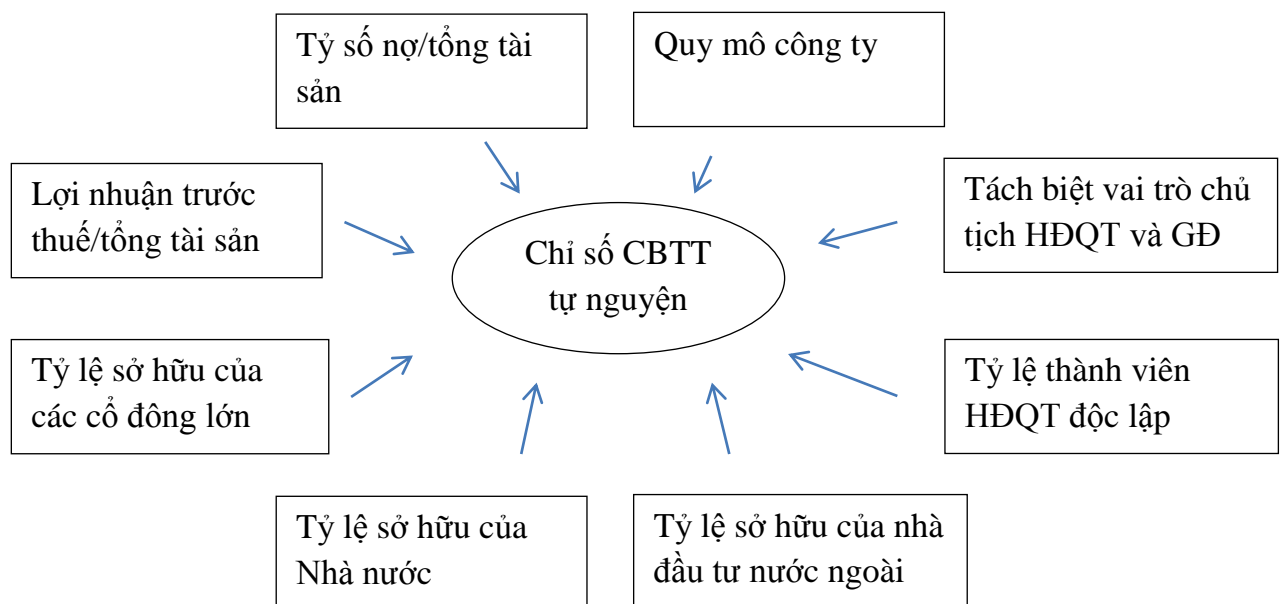 Tỷ số nợ/tổng tài
sản
Quy mô công ty
Lợi nhuận trước
thuế/tổng tài sản
Tách biệt vai trò chủ
tịch HĐQT và GĐ
Chỉ số CBTT
tự nguyện
Tỷ lệ sở hữu của
các cổ đông lớn
Tỷ lệ thành viên
HĐQT độc lập
Tỷ lệ sở hữu của
Nhà nước
Tỷ lệ sở hữu của nhà
đầu tư nước ngoài